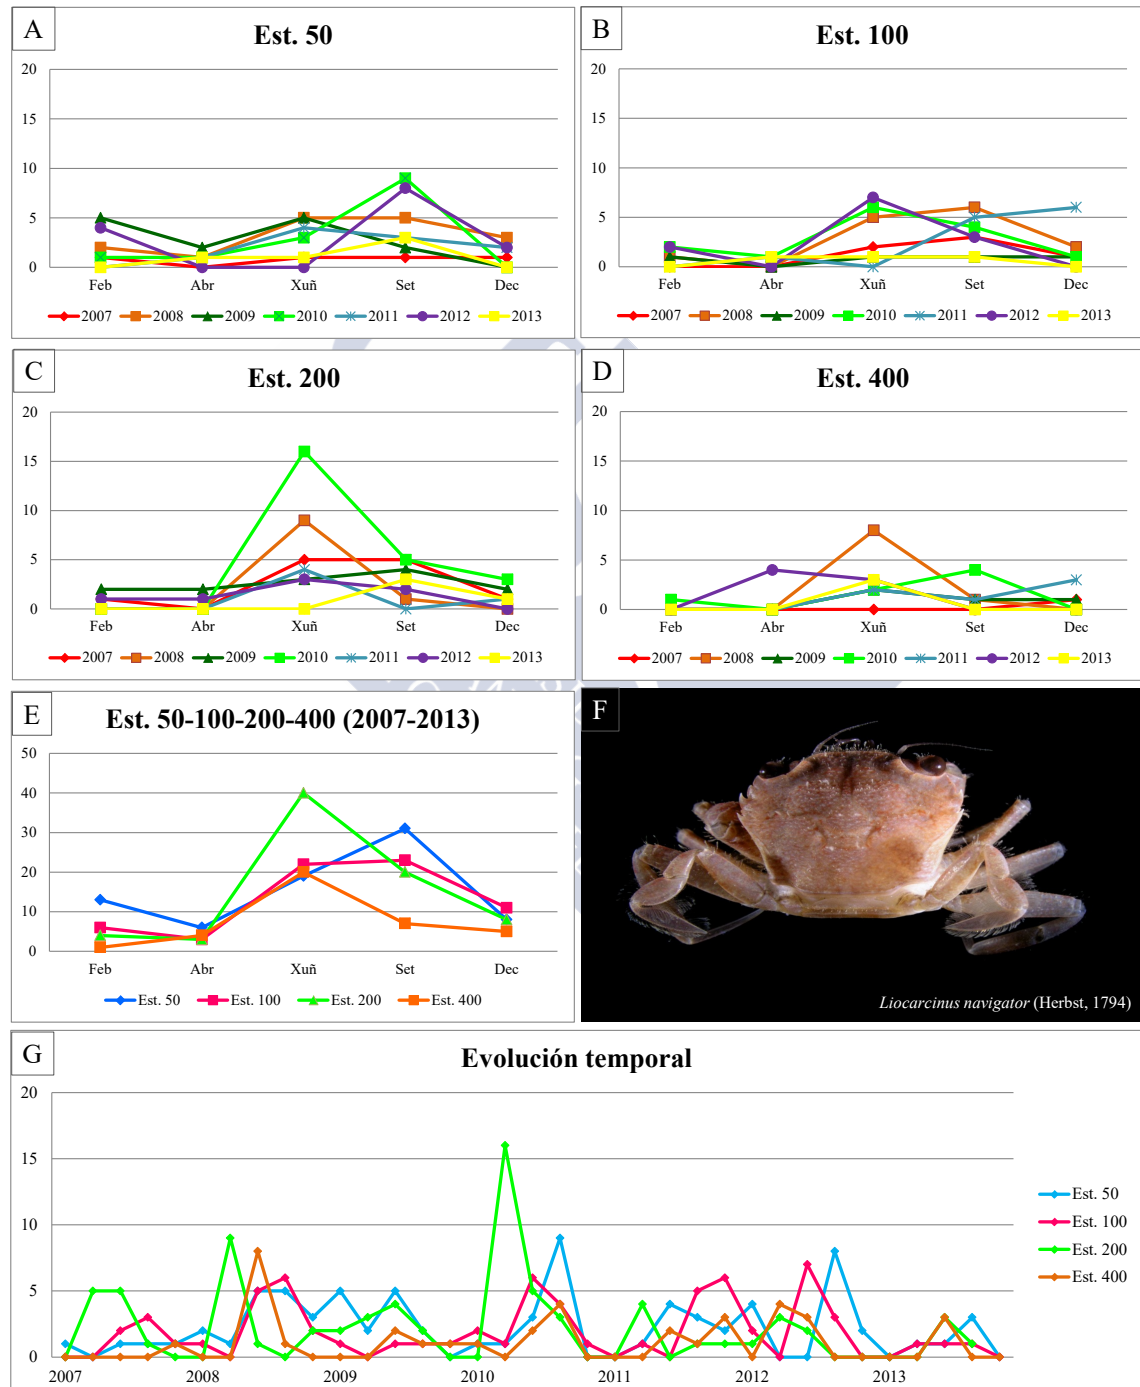 A
Est. 50
20
15
10
5
0
Feb Abr Xuñ Set Dec
2007 2008 2009 2010 2011 2012 2013
B
Est. 100
20
15
10
5
0
Feb Abr Xuñ Set Dec
2007 2008 2009 2010 2011 2012 2013
C
Est. 200
20
15
10
5
0
Feb Abr Xuñ Set Dec
2007 2008 2009 2010 2011 2012 2013
D
Est. 400
20
15
10
5
0
Feb Abr Xuñ Set Dec
2007 2008 2009 2010 2011 2012 2013
E
Est. 50-100-200-400 (2007-2013)
50
40
30
20
10
0
Feb Abr Xuñ Set Dec
Est. 50 Est. 100 Est. 200 Est. 400
F
Liocarcinus navigator (Herbst, 1794)
G
Evolución temporal
20
15
10
5
0
2007 2008 2009 2010 2011 2012 2013
Est. 50
Est. 100
Est. 200
Est. 400